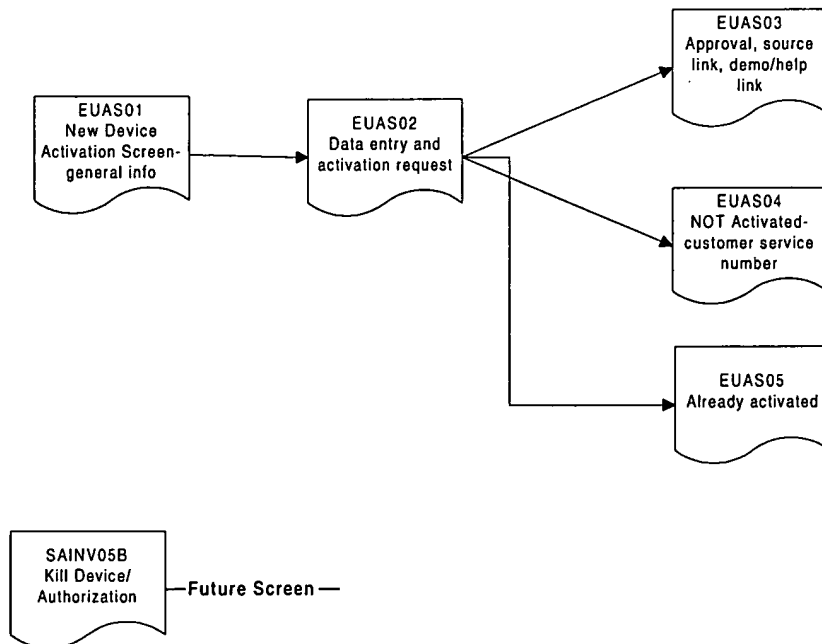 EUAS01
New Device
Activation Screen-
general info
EUAS02
Data entry and
activation request
EUAS03
Approval, source
link, demo/help
link
EUAS04
NOT Activated-
customer service
number
EUAS05
Already activated
SAINV05B
Kill Device/
Authorization
Future Screen